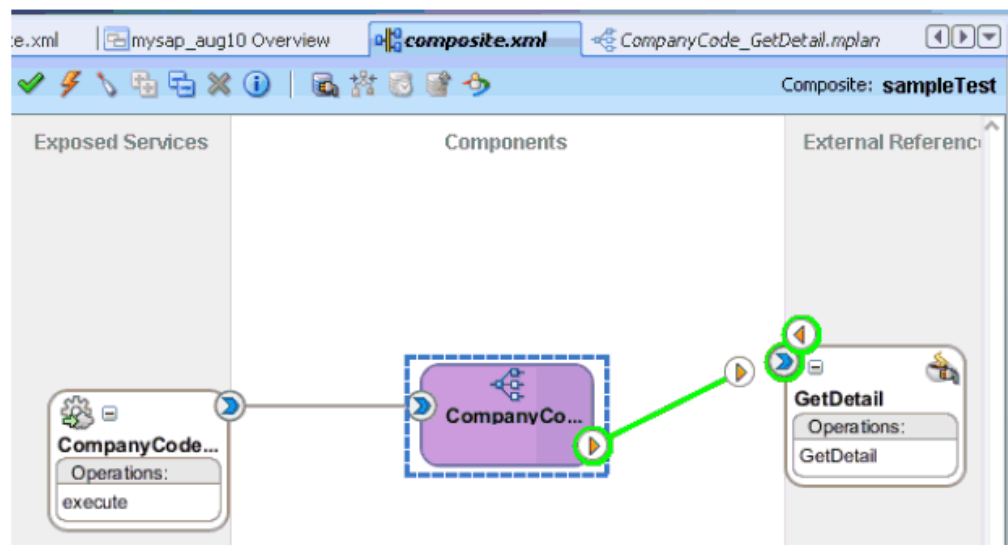 te.xml mysap_aug10 Overview composite.xml CompanyCode_GetDetail.mplan
Composite: sampleTest
Exposed Services Components External Referenc
CompanyCode...
Operations:
execute
CompanyCo...
GetDetail
Operations:
GetDetail